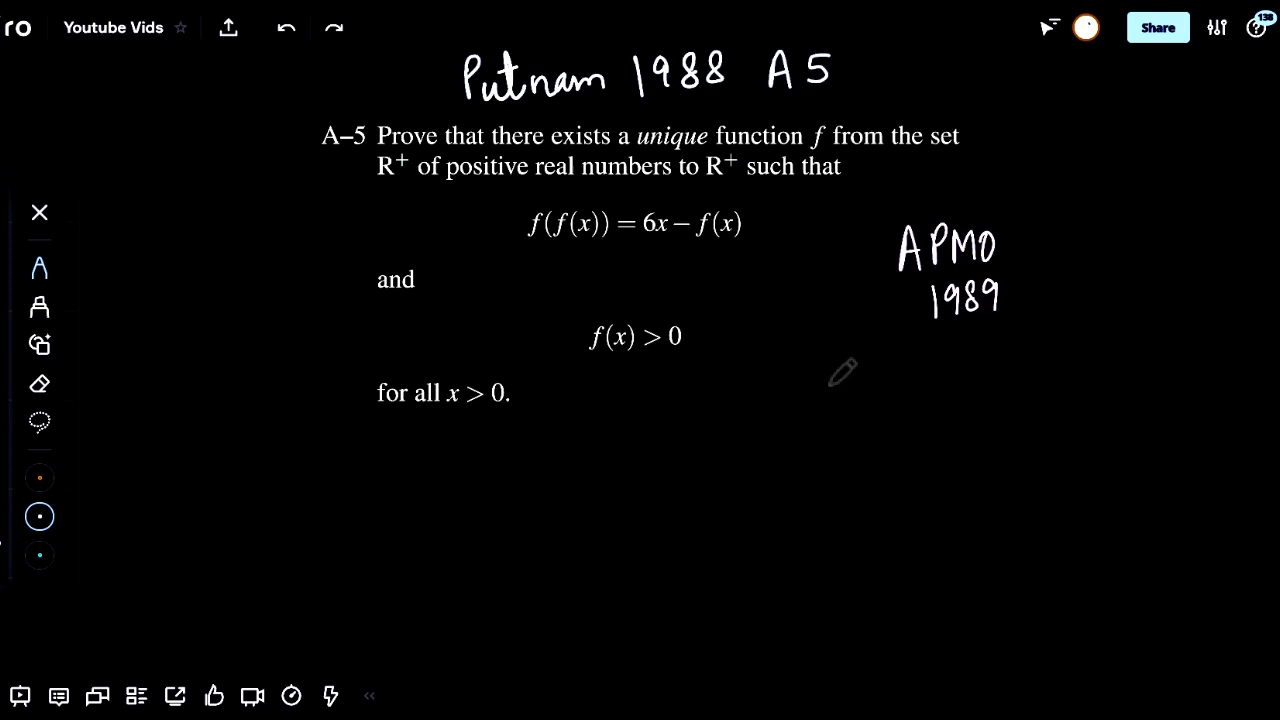 ro
Youtube Vids
Share
138
Putnam 1988 A5
A–5 Prove that there exists a unique function f from the set
R⁺ of positive real numbers to R⁺ such that
f(f(x)) = 6x − f(x)
APMO
1989
and
f(x) > 0
for all x > 0.